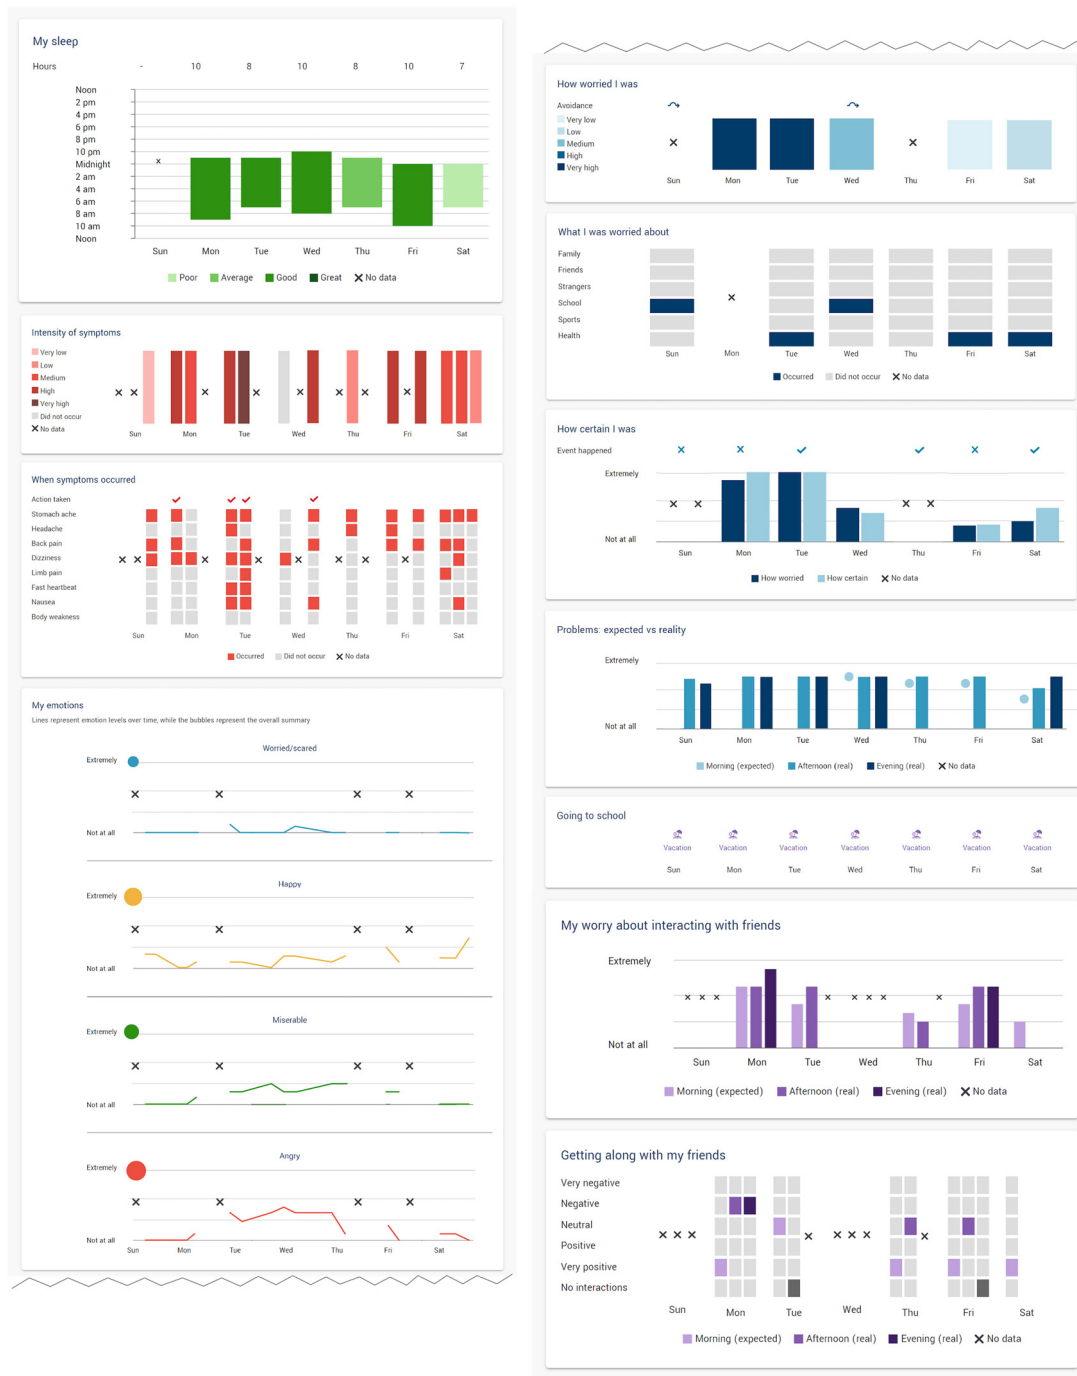 My sleep
Hours - 10 8 10 8 10 7
Noon
2 pm
4 pm
6 pm
8 pm
10 pm
Midnight
2 am
4 am
6 am
8 am
10 am
Noon
Sun Mon Tue Wed Thu Fri Sat
Poor Average Good Great No data
Intensity of symptoms
Very low
Low
Medium
High
Very high
Did not occur
No data
Sun Mon Tue Wed Thu Fri Sat
When symptoms occurred
Action taken
Stomach ache
Headache
Back pain
Dizziness
Limb pain
Fast heartbeat
Nausea
Body weakness
Sun Mon Tue Wed Thu Fri Sat
Occurred Did not occur No data
My emotions
Lines represent emotion levels over time, while the bubbles represent the overall summary
Worried/scared
Extremely
Not at all
Happy
Extremely
Not at all
Miserable
Extremely
Not at all
Angry
Extremely
Not at all
Sun Mon Tue Wed Thu Fri Sat
How worried I was
Avoidance
Very low
Low
Medium
High
Very high
Sun Mon Tue Wed Thu Fri Sat
What I was worried about
Family
Friends
Strangers
School
Sports
Health
Sun Mon Tue Wed Thu Fri Sat
Occurred Did not occur No data
How certain I was
Event happened
Extremely
Not at all
Sun Mon Tue Wed Thu Fri Sat
How worried How certain No data
Problems: expected vs reality
Extremely
Not at all
Sun Mon Tue Wed Thu Fri Sat
Morning (expected) Afternoon (real) Evening (real) No data
Going to school
Vacation Vacation Vacation Vacation Vacation Vacation Vacation
Sun Mon Tue Wed Thu Fri Sat
My worry about interacting with friends
Extremely
Not at all
Sun Mon Tue Wed Thu Fri Sat
Morning (expected) Afternoon (real) Evening (real) No data
Getting along with my friends
Very negative
Negative
Neutral
Positive
Very positive
No interactions
Sun Mon Tue Wed Thu Fri Sat
Morning (expected) Afternoon (real) Evening (real) No data